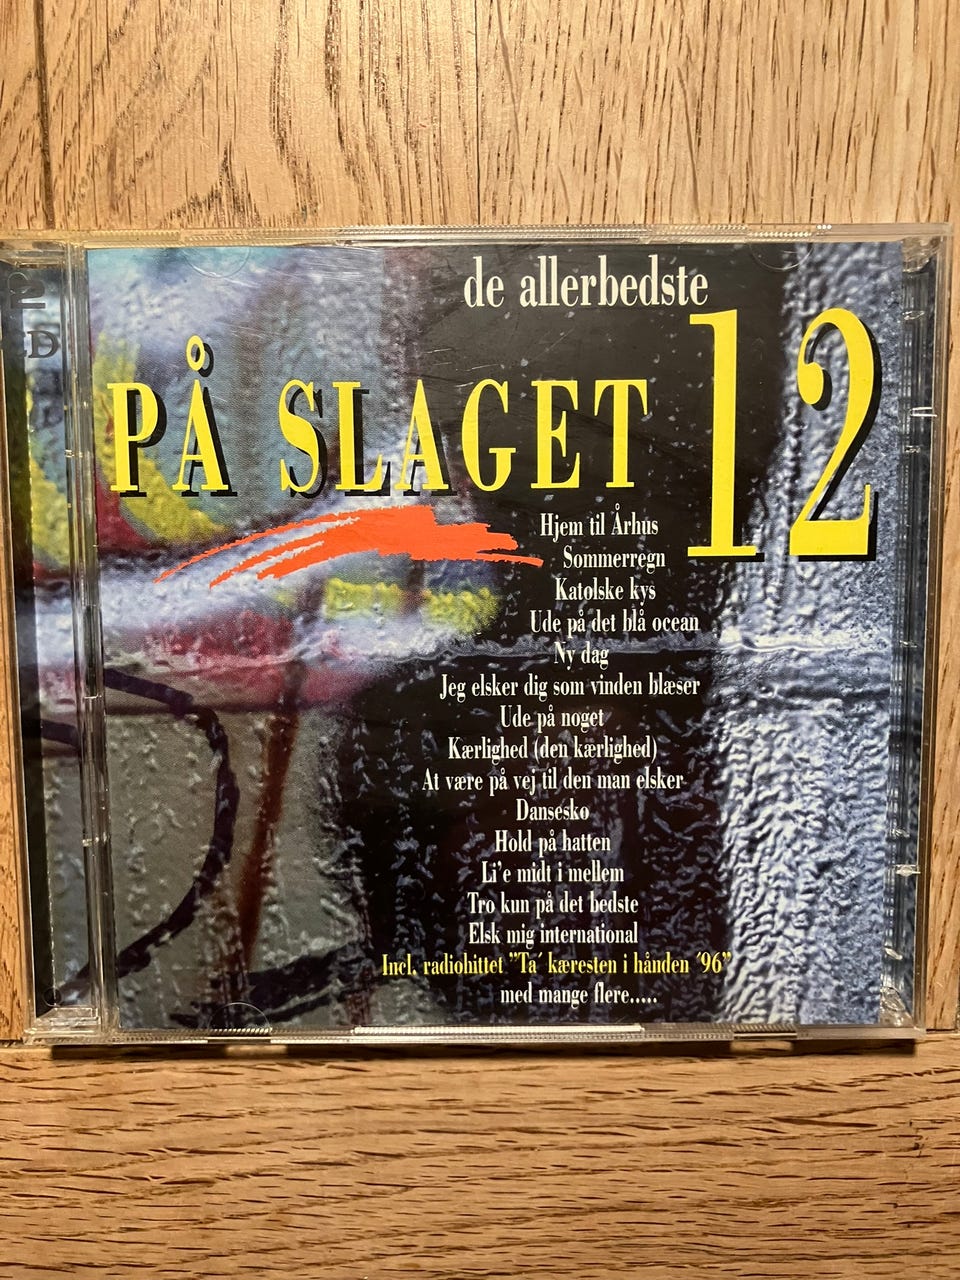 2
CD
de allerbedste
PÅ SLAGET 12
Hjem til Århus
Sommerregn
Katolske kys
Ude på det blå ocean
Ny dag
Jeg elsker dig som vinden blæser
Ude på noget
Kærlighed (den kærlighed)
At være på vej til den man elsker
Dansesko
Hold på hatten
Li'e midt i mellem
Tro kun på det bedste
Elsk mig international
Incl. radiohittet "Ta´ kæresten i hånden ´96"
med mange flere.....